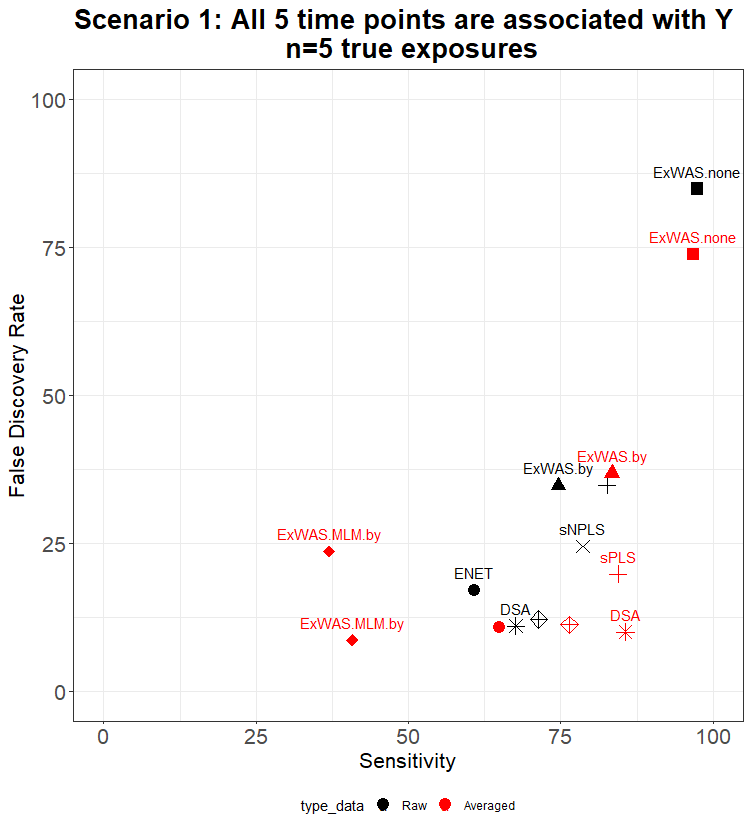 Scenario 1: All 5 time points are associated with Y
n=5 true exposures
100
75
50
25
0
False Discovery Rate
ExWAS.none
ExWAS.none
ExWAS.by
ExWAS.by
sNPLS
ExWAS.MLM.by
sPLS
ENET
DSA
DSA
ExWAS.MLM.by
0 25 50 75 100
Sensitivity
type_data Raw Averaged